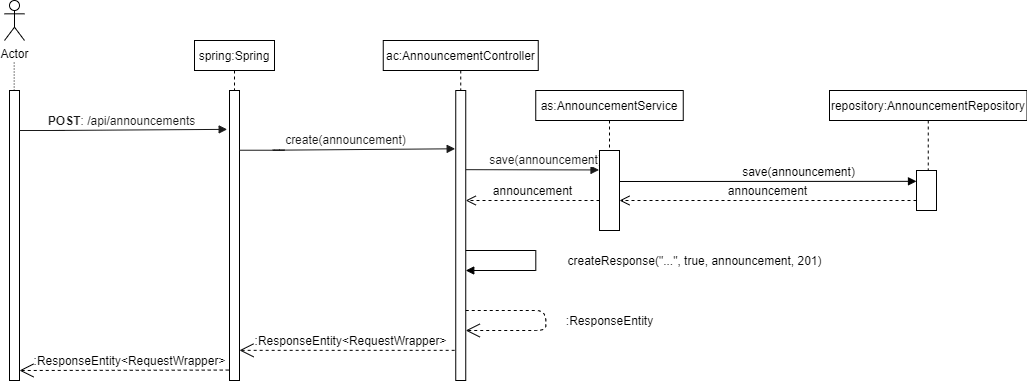 Actor
spring:Spring
ac:AnnouncementController
as:AnnouncementService
repository:AnnouncementRepository
POST: /api/announcements
create(announcement)
save(announcement
save(announcement)
announcement
announcement
createResponse("...", true, announcement, 201)
:ResponseEntity
:ResponseEntity<RequestWrapper>
:ResponseEntity<RequestWrapper>